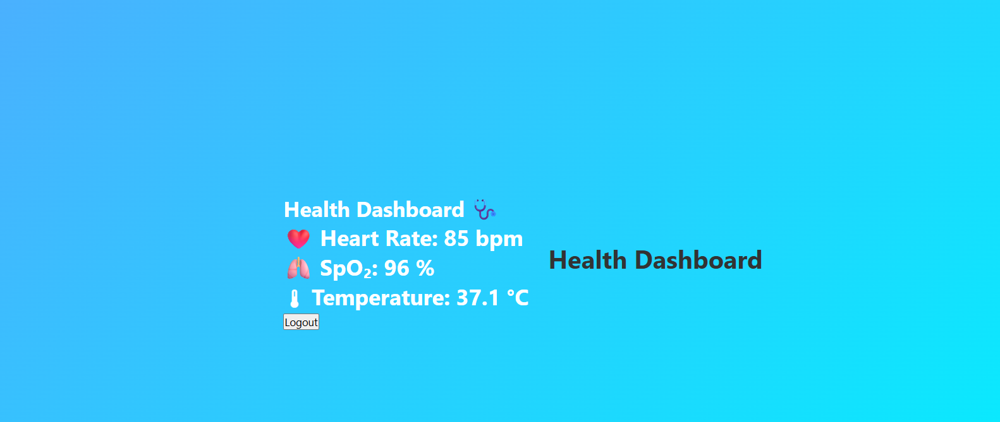 Health Dashboard 🩺
❤️ Heart Rate: 85 bpm
🫁 SpO₂: 96 %
🌡 Temperature: 37.1 °C
Logout
Health Dashboard